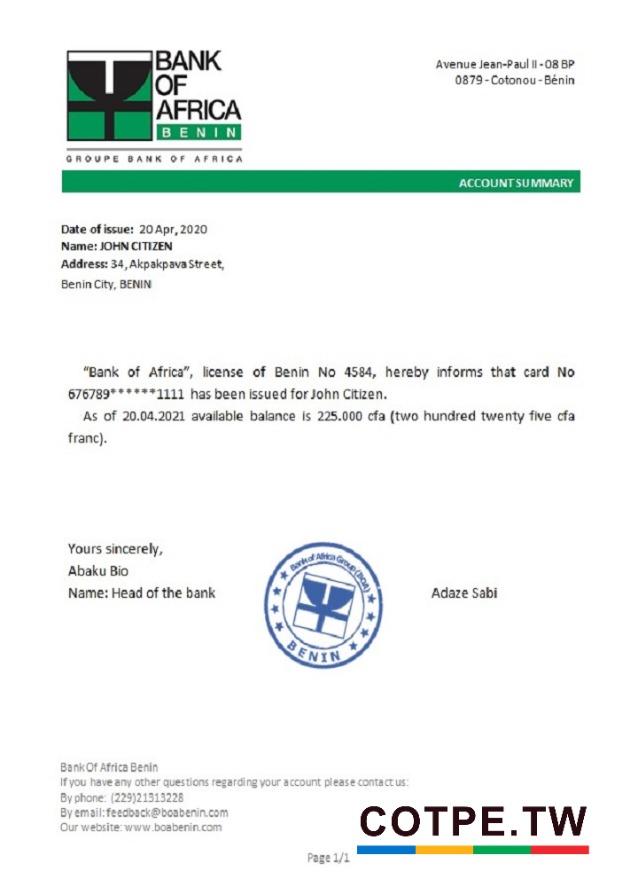 BANK
OF
AFRICA
BENIN
GROUPE BANK OF AFRICA
Avenue Jean-Paul II - 08 BP
0879 - Cotonou - Bénin
ACCOUNT SUMMARY
Date of issue: 20 Apr, 2020
Name: JOHN CITIZEN
Address: 34, Akpakpava Street,
Benin City, BENIN
“Bank of Africa”, license of Benin No 4584, hereby informs that card No
676789******1111 has been issued for John Citizen.
As of 20.04.2021 available balance is 225.000 cfa (two hundred twenty five cfa
franc).
Yours sincerely,
Abaku Bio
Name: Head of the bank
Bank of Africa Group (BOA)
BENIN
Adaze Sabi
Bank Of Africa Benin
If you have any other questions regarding your account please contact us:
By phone: (229)21313228
By email: feedback@boabenin.com
Our website: www.boabenin.com
COTPE.TW
Page 1/1